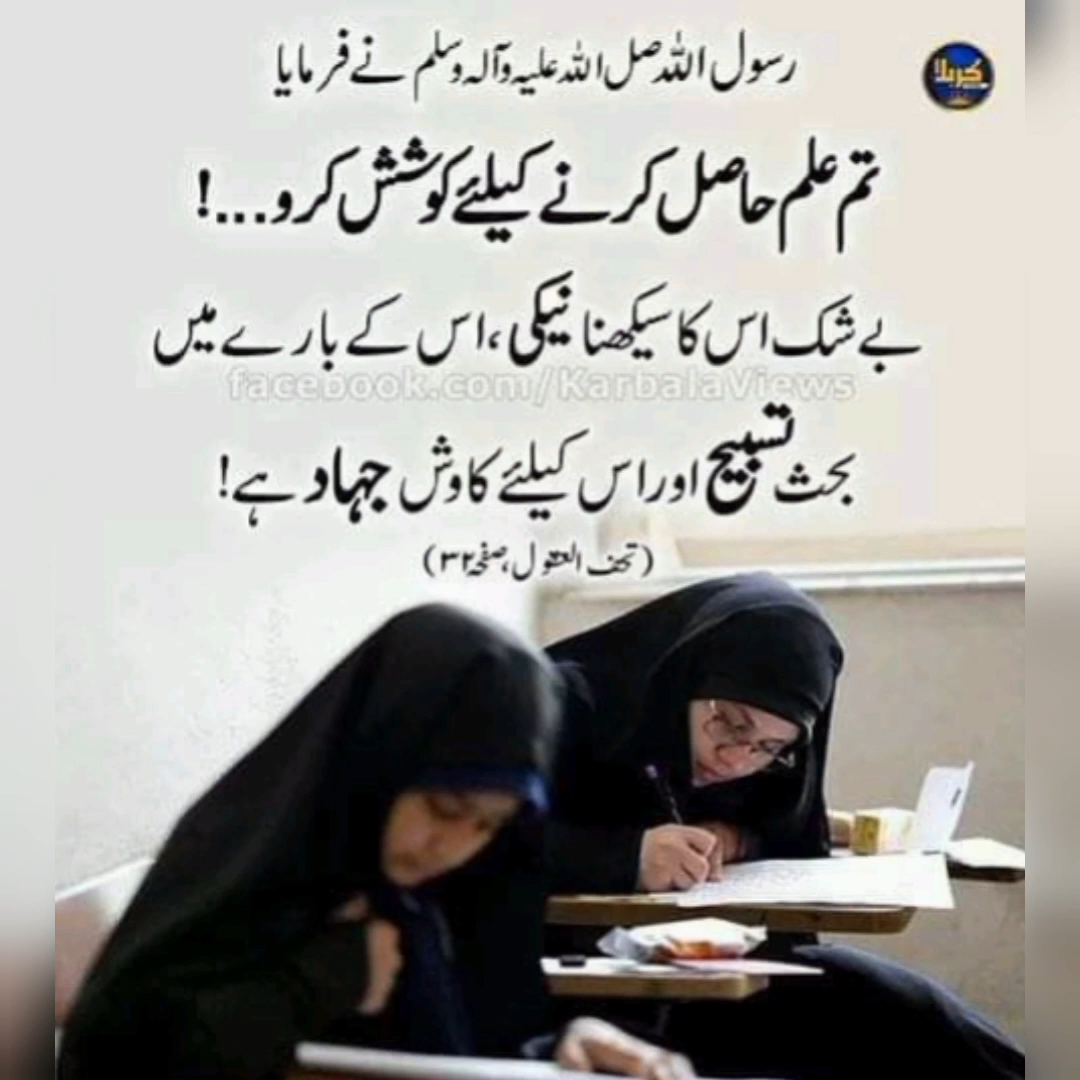 رسول اللہ صل اللہ علیہ وآلہ وسلم نے فرمایا
کربلا
تم علم حاصل کرنے کیلئے کوشش کرو...!
بے شک اس کا سیکھنا نیکی، اس کے بارے میں
facebook.com/KarbalaViews
بحث تسبیح اور اس کیلئے کاوش جہاد ہے!
(تحف العقول، صفحہ ۳۲)